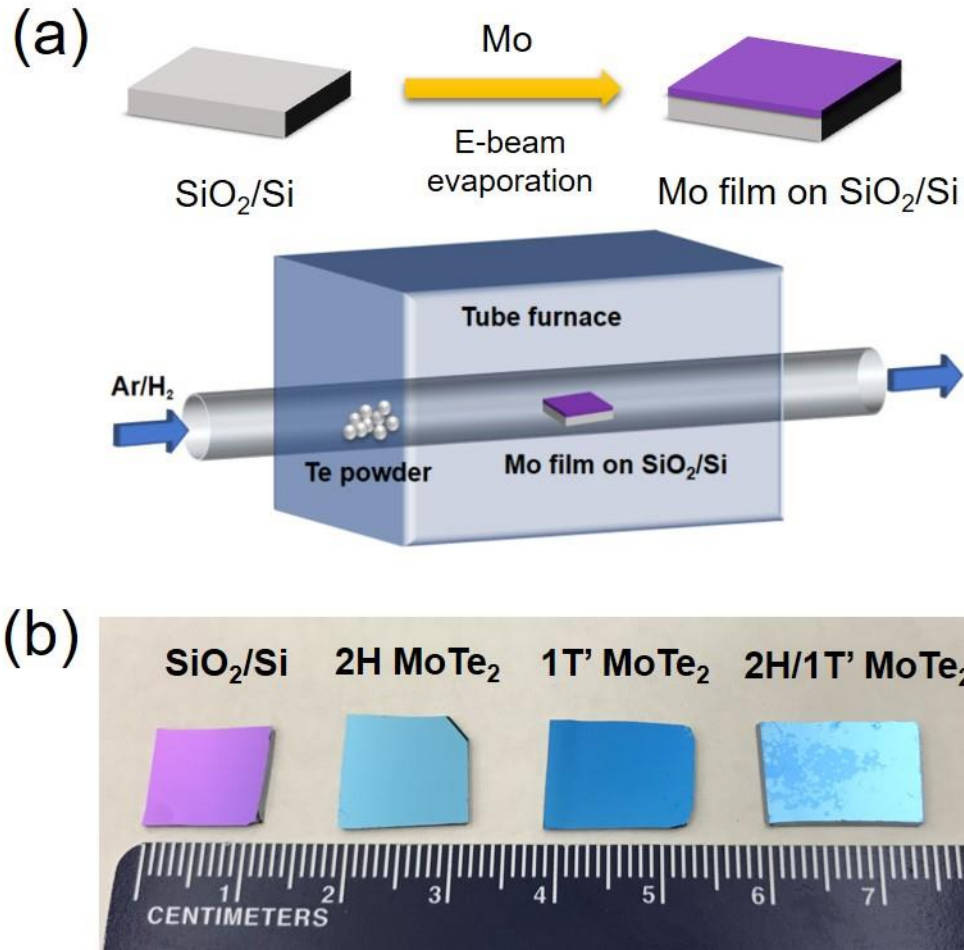 (a)
Mo
E-beam
evaporation
SiO₂/Si
Mo film on SiO₂/Si
Tube furnace
Ar/H₂
Te powder
Mo film on SiO₂/Si
(b)
SiO₂/Si 2H MoTe₂ 1T’ MoTe₂ 2H/1T’ MoTe₂
1 2 3 4 5 6 7
CENTIMETERS